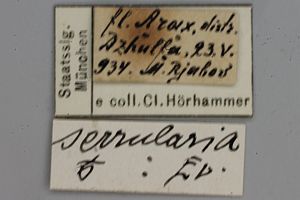 Staatsslg.
München
fl. Arax, distr.
Dzhulfa, 23.V.
934. M. Rjabov
e coll. Cl. Hörhammer
serrularia
Ev.